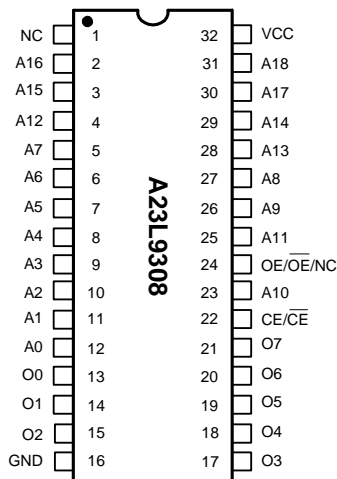 NC 1 32 VCC
A16 2 31 A18
A15 3 30 A17
A12 4 29 A14
A7 5 28 A13
A6 6 27 A8
A5 7 26 A9
A4 8 25 A11
A3 9 24 OE/O̅E̅/NC
A2 10 23 A10
A1 11 22 CE/C̅E̅
A0 12 21 O7
O0 13 20 O6
O1 14 19 O5
O2 15 18 O4
GND 16 17 O3
A23L9308